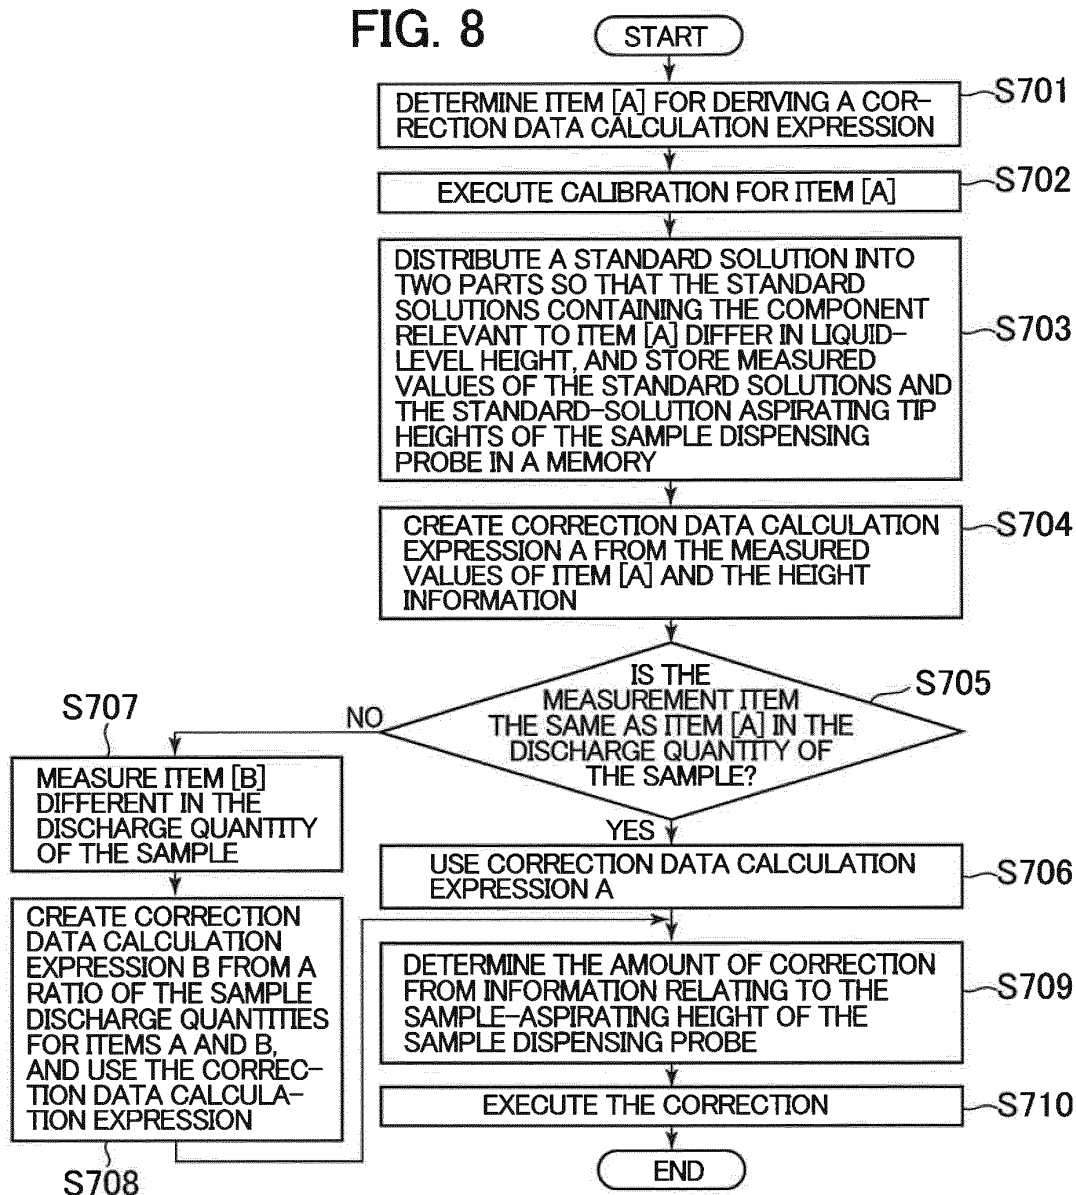 FIG. 8
START
DETERMINE ITEM [A] FOR DERIVING A COR-
RECTION DATA CALCULATION EXPRESSION
S701
EXECUTE CALIBRATION FOR ITEM [A]
S702
DISTRIBUTE A STANDARD SOLUTION INTO
TWO PARTS SO THAT THE STANDARD
SOLUTIONS CONTAINING THE COMPONENT
RELEVANT TO ITEM [A] DIFFER IN LIQUID-
LEVEL HEIGHT, AND STORE MEASURED
VALUES OF THE STANDARD SOLUTIONS AND
THE STANDARD-SOLUTION ASPIRATING TIP
HEIGHTS OF THE SAMPLE DISPENSING
PROBE IN A MEMORY
S703
CREATE CORRECTION DATA CALCULATION
EXPRESSION A FROM THE MEASURED
VALUES OF ITEM [A] AND THE HEIGHT
INFORMATION
S704
IS THE
MEASUREMENT ITEM
THE SAME AS ITEM [A] IN THE
DISCHARGE QUANTITY OF
THE SAMPLE?
S705
NO
YES
S707
MEASURE ITEM [B]
DIFFERENT IN THE
DISCHARGE QUANTITY
OF THE SAMPLE
USE CORRECTION DATA CALCULATION
EXPRESSION A
S706
CREATE CORRECTION
DATA CALCULATION
EXPRESSION B FROM A
RATIO OF THE SAMPLE
DISCHARGE QUANTITIES
FOR ITEMS A AND B,
AND USE THE CORREC-
TION DATA CALCULA-
TION EXPRESSION
S708
DETERMINE THE AMOUNT OF CORRECTION
FROM INFORMATION RELATING TO THE
SAMPLE-ASPIRATING HEIGHT OF THE
SAMPLE DISPENSING PROBE
S709
EXECUTE THE CORRECTION
S710
END